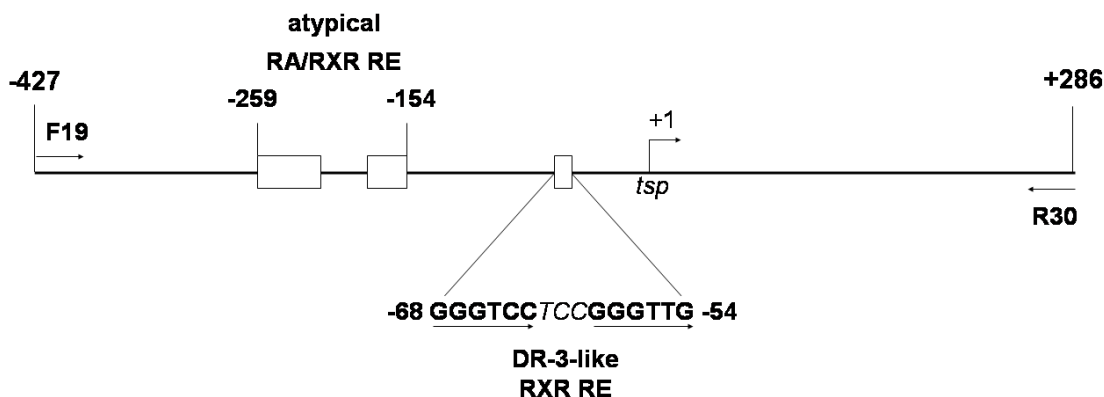 atypical
RA/RXR RE
-427
-259
-154
+286
F19
+1
tsp
R30
-68 GGGTCCTCCGGGTTG -54
DR-3-like
RXR RE